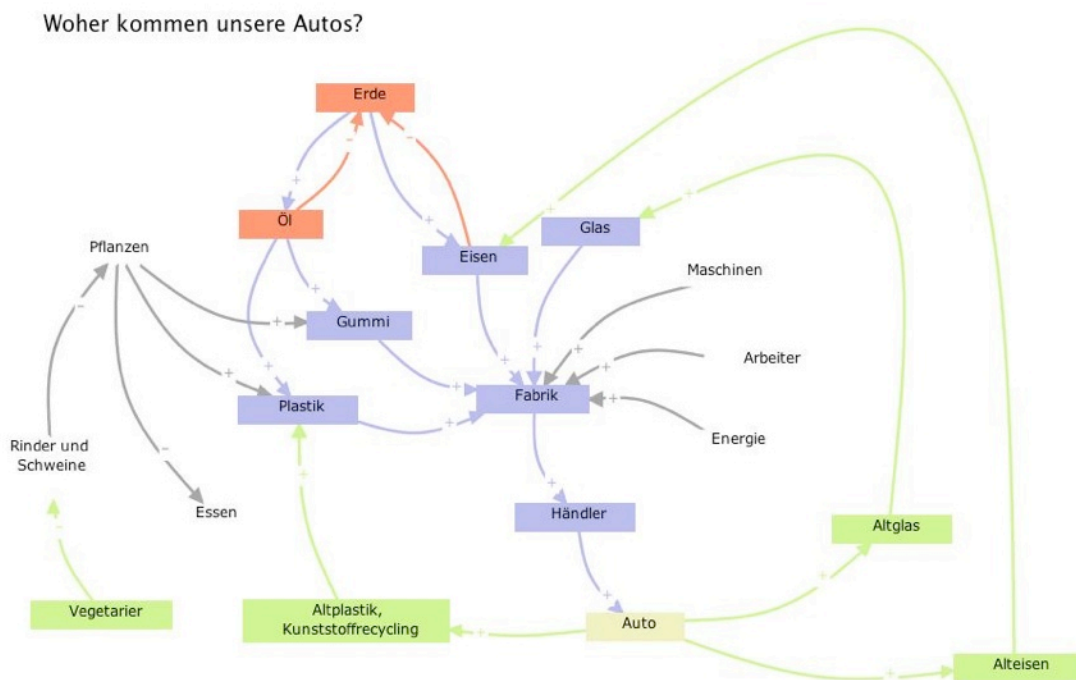 Woher kommen unsere Autos?
Erde
Öl
Glas
Pflanzen
Eisen
Maschinen
Gummi
Arbeiter
Plastik
Fabrik
Energie
Rinder und
Schweine
Essen
Händler
Altglas
Vegetarier
Altplastik,
Kunststoffrecycling
Auto
Alteisen